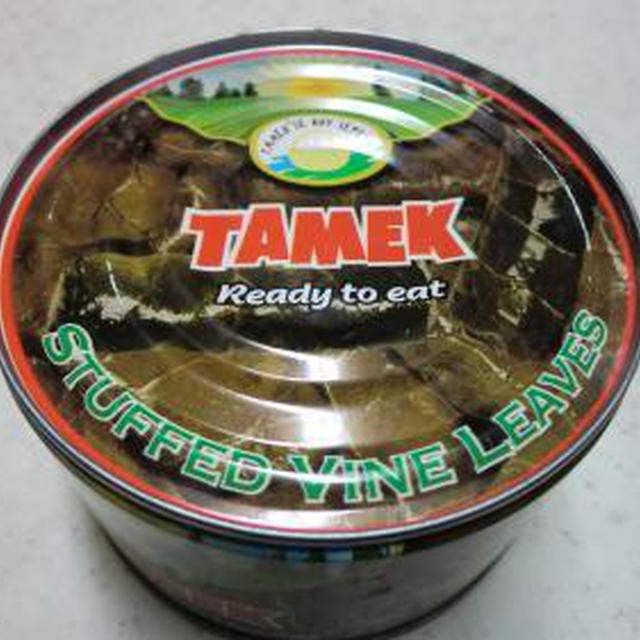 TAMEK
Ready to eat
STUFFED VINE LEAVES